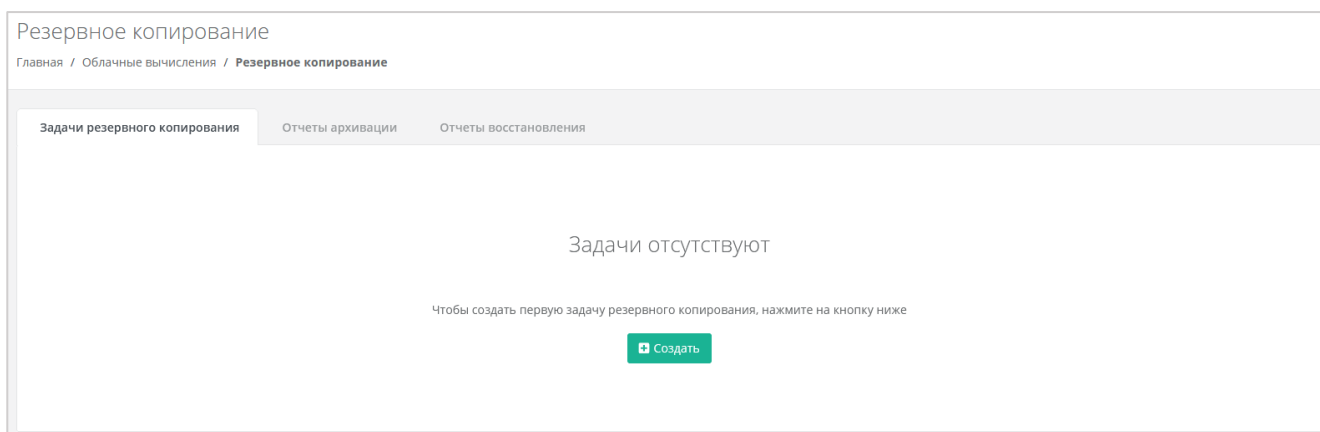 Резервное копирование
Главная / Облачные вычисления / Резервное копирование
Задачи резервного копирования Отчеты архивации Отчеты восстановления
Задачи отсутствуют
Чтобы создать первую задачу резервного копирования, нажмите на кнопку ниже
Создать